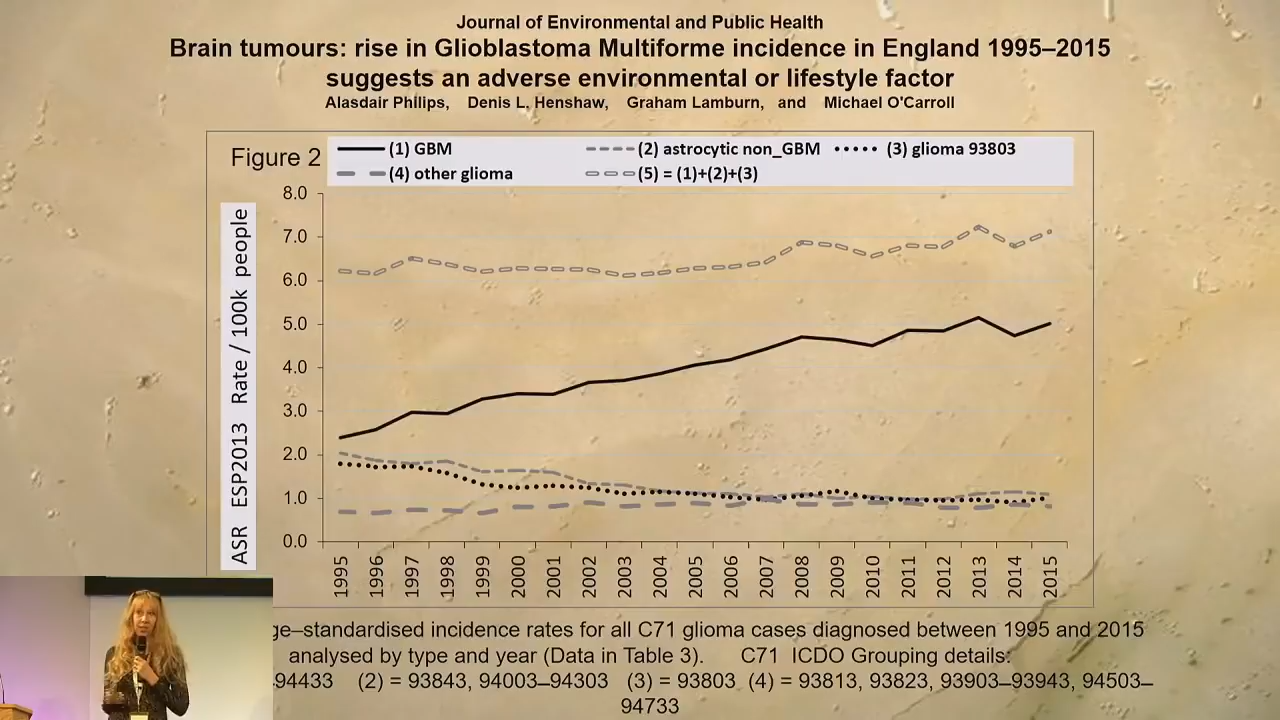 Journal of Environmental and Public Health
Brain tumours: rise in Glioblastoma Multiforme incidence in England 1995–2015
suggests an adverse environmental or lifestyle factor
Alasdair Philips, Denis L. Henshaw, Graham Lamburn, and Michael O'Carroll
Figure 2
(1) GBM (2) astrocytic non_GBM (3) glioma 93803
(4) other glioma (5) = (1)+(2)+(3)
ASR ESP2013 Rate / 100k people
8.0
7.0
6.0
5.0
4.0
3.0
2.0
1.0
0.0
1995 1996 1997 1998 1999 2000 2001 2002 2003 2004 2005 2006 2007 2008 2009 2010 2011 2012 2013 2014 2015
ge–standardised incidence rates for all C71 glioma cases diagnosed between 1995 and 2015
analysed by type and year (Data in Table 3). C71 ICDO Grouping details:
94433 (2) = 93843, 94003–94303 (3) = 93803 (4) = 93813, 93823, 93903–93943, 94503–
94733